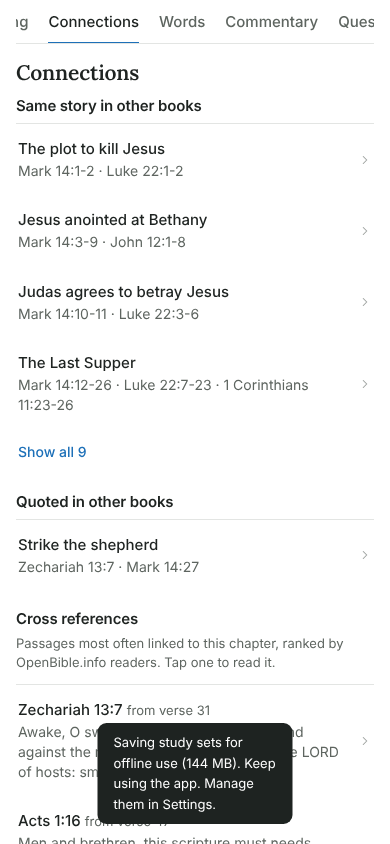 ng Connections Words Commentary Ques
Connections
Same story in other books
The plot to kill Jesus
Mark 14:1-2 · Luke 22:1-2
Jesus anointed at Bethany
Mark 14:3-9 · John 12:1-8
Judas agrees to betray Jesus
Mark 14:10-11 · Luke 22:3-6
The Last Supper
Mark 14:12-26 · Luke 22:7-23 · 1 Corinthians
11:23-26
Show all 9
Quoted in other books
Strike the shepherd
Zechariah 13:7 · Mark 14:27
Cross references
Passages most often linked to this chapter, ranked by
OpenBible.info readers. Tap one to read it.
Zechariah 13:7 from verse 31
Awake, O
against the LORD
of hosts:
Saving study sets for
offline use (144 MB). Keep
using the app. Manage
them in Settings.
Acts 1:16
Men and brethren, this scripture must needs